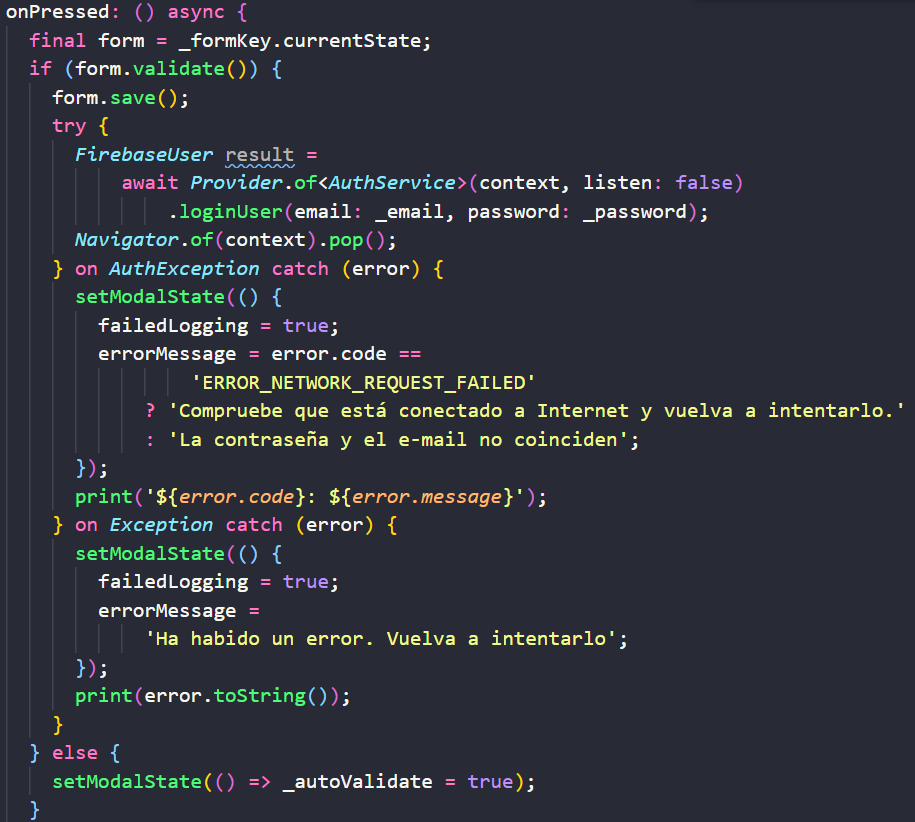 onPressed: () async {
  final form = _formKey.currentState;
  if (form.validate()) {
    form.save();
    try {
      FirebaseUser result =
          await Provider.of<AuthService>(context, listen: false)
              .loginUser(email: _email, password: _password);
      Navigator.of(context).pop();
    } on AuthException catch (error) {
      setModalState(() {
        failedLogging = true;
        errorMessage = error.code ==
                'ERROR_NETWORK_REQUEST_FAILED'
            ? 'Compruebe que está conectado a Internet y vuelva a intentarlo.'
            : 'La contraseña y el e-mail no coinciden';
      });
      print('${error.code}: ${error.message}');
    } on Exception catch (error) {
      setModalState(() {
        failedLogging = true;
        errorMessage =
            'Ha habido un error. Vuelva a intentarlo';
      });
      print(error.toString());
    }
  } else {
    setModalState(() => _autoValidate = true);
  }